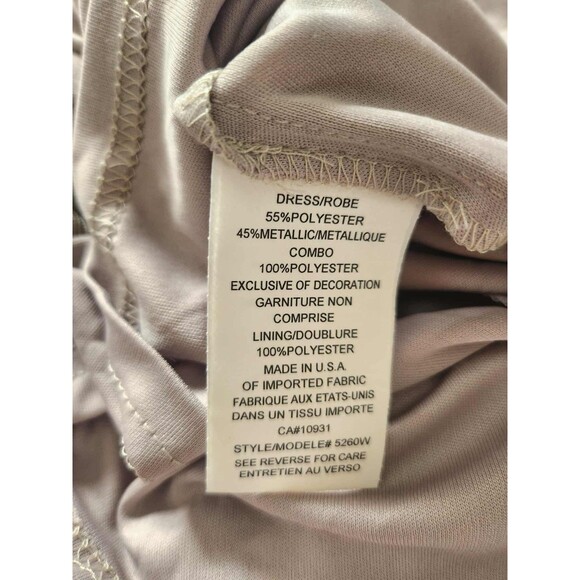 DRESS/ROBE
55%POLYESTER
45%METALLIC/METALLIQUE
COMBO
100%POLYESTER
EXCLUSIVE OF DECORATION
GARNITURE NON
COMPRISE
LINING/DOUBLURE
100%POLYESTER
MADE IN U.S.A.
OF IMPORTED FABRIC
FABRIQUE AUX ETATS-UNIS
DANS UN TISSU IMPORTE
CA#10931
STYLE/MODELE# 5260W
SEE REVERSE FOR CARE
ENTRETIEN AU VERSO